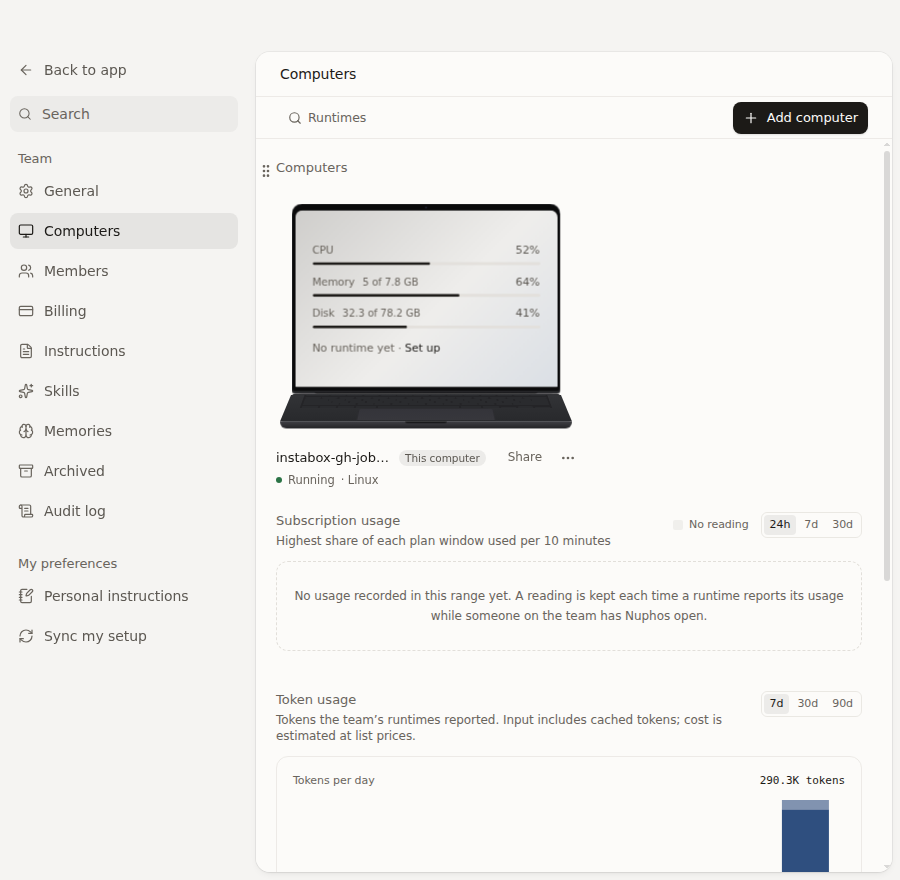 Back to app
Search
Team
General
Computers
Members
Billing
Instructions
Skills
Memories
Archived
Audit log
My preferences
Personal instructions
Sync my setup
Computers
Runtimes
Add computer
Computers
CPU 52%
Memory 5 of 7.8 GB 64%
Disk 32.3 of 78.2 GB 41%
No runtime yet · Set up
instabox-gh-job… This computer Share
Running · Linux
Subscription usage
Highest share of each plan window used per 10 minutes
No reading 24h 7d 30d
No usage recorded in this range yet. A reading is kept each time a runtime reports its usage
while someone on the team has Nuphos open.
Token usage
Tokens the team’s runtimes reported. Input includes cached tokens; cost is
estimated at list prices.
7d 30d 90d
Tokens per day 290.3K tokens